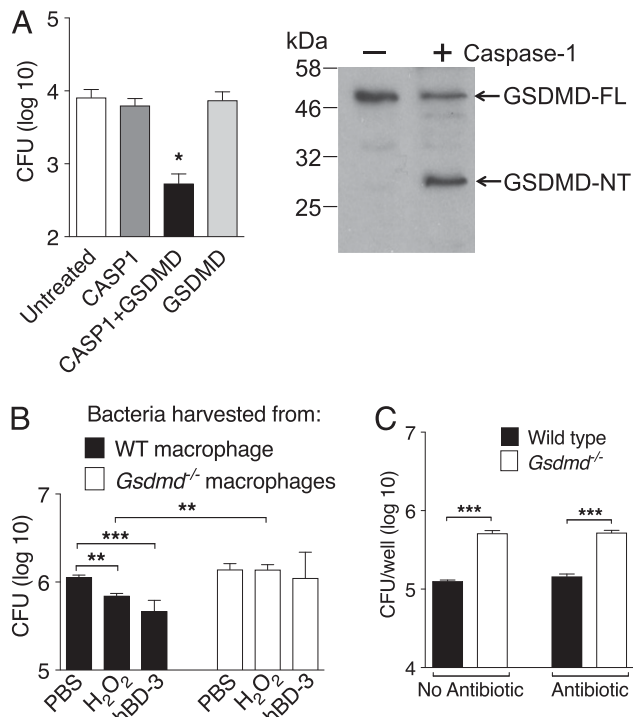 A
CFU (log 10)
5
4
3
2
Untreated
CASP1
CASP1+GSDMD
GSDMD
*
kDa
58
46
32
25
− + Caspase-1
GSDMD-FL
GSDMD-NT
B
Bacteria harvested from:
WT macrophage
Gsdmd-/- macrophages
CFU (log 10)
6
6
5
**
***
**
PBS
H2O2
hBD-3
PBS
H2O2
hBD-3
C
Wild type
Gsdmd-/-
CFU/well (log 10)
6
5
4
***
***
No Antibiotic
Antibiotic